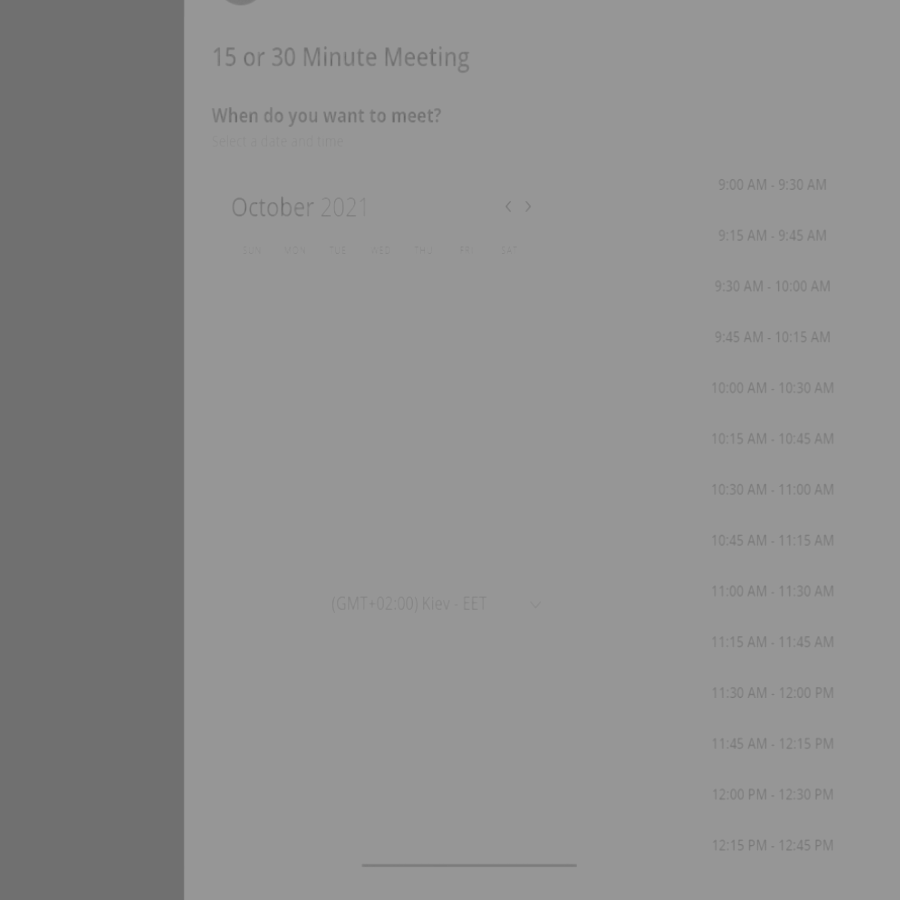 15 or 30 Minute Meeting
When do you want to meet?
Select a date and time
October 2021
SUN MON TUE WED THU FRI SAT
(GMT+02:00) Kiev - EET
9:00 AM - 9:30 AM
9:15 AM - 9:45 AM
9:30 AM - 10:00 AM
9:45 AM - 10:15 AM
10:00 AM - 10:30 AM
10:15 AM - 10:45 AM
10:30 AM - 11:00 AM
10:45 AM - 11:15 AM
11:00 AM - 11:30 AM
11:15 AM - 11:45 AM
11:30 AM - 12:00 PM
11:45 AM - 12:15 PM
12:00 PM - 12:30 PM
12:15 PM - 12:45 PM